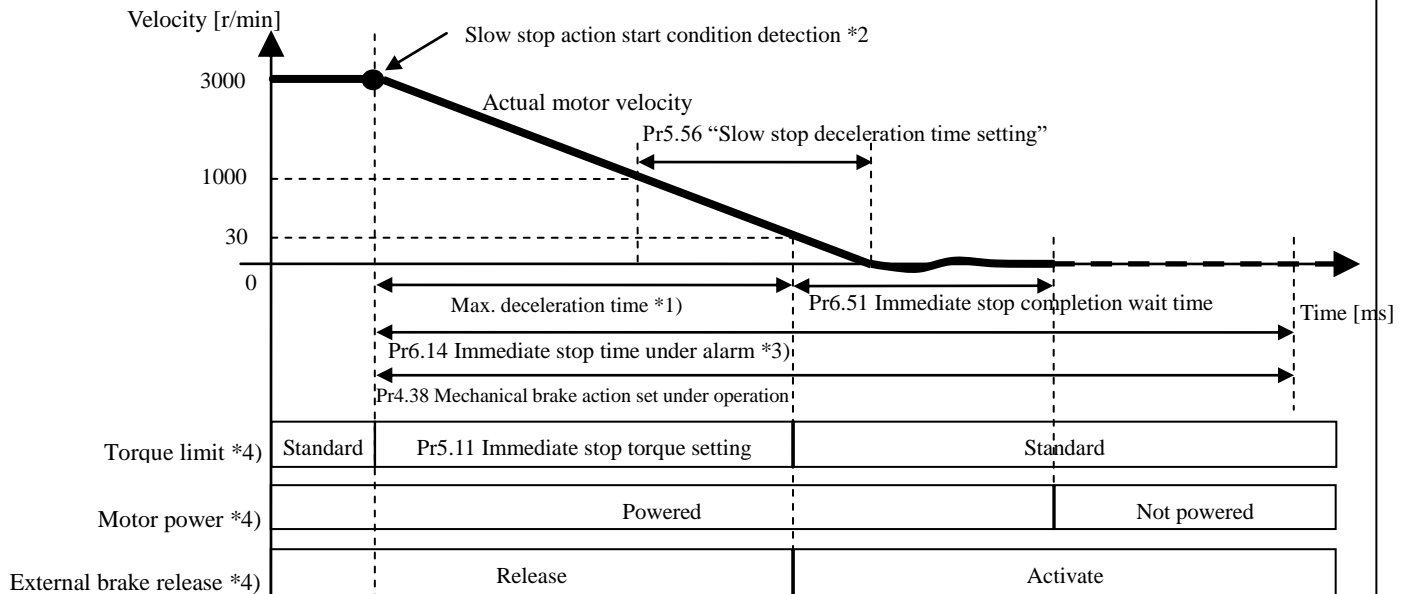 Velocity [r/min]
Slow stop action start condition detection *2
3000
Actual motor velocity
Pr5.56 “Slow stop deceleration time setting”
1000
30
0
Max. deceleration time *1)
Pr6.51 Immediate stop completion wait time
Time [ms]
Pr6.14 Immediate stop time under alarm *3)
Pr4.38 Mechanical brake action set under operation
Torque limit *4)
Standard
Pr5.11 Immediate stop torque setting
Standard
Motor power *4)
Powered
Not powered
External brake release *4)
Release
Activate